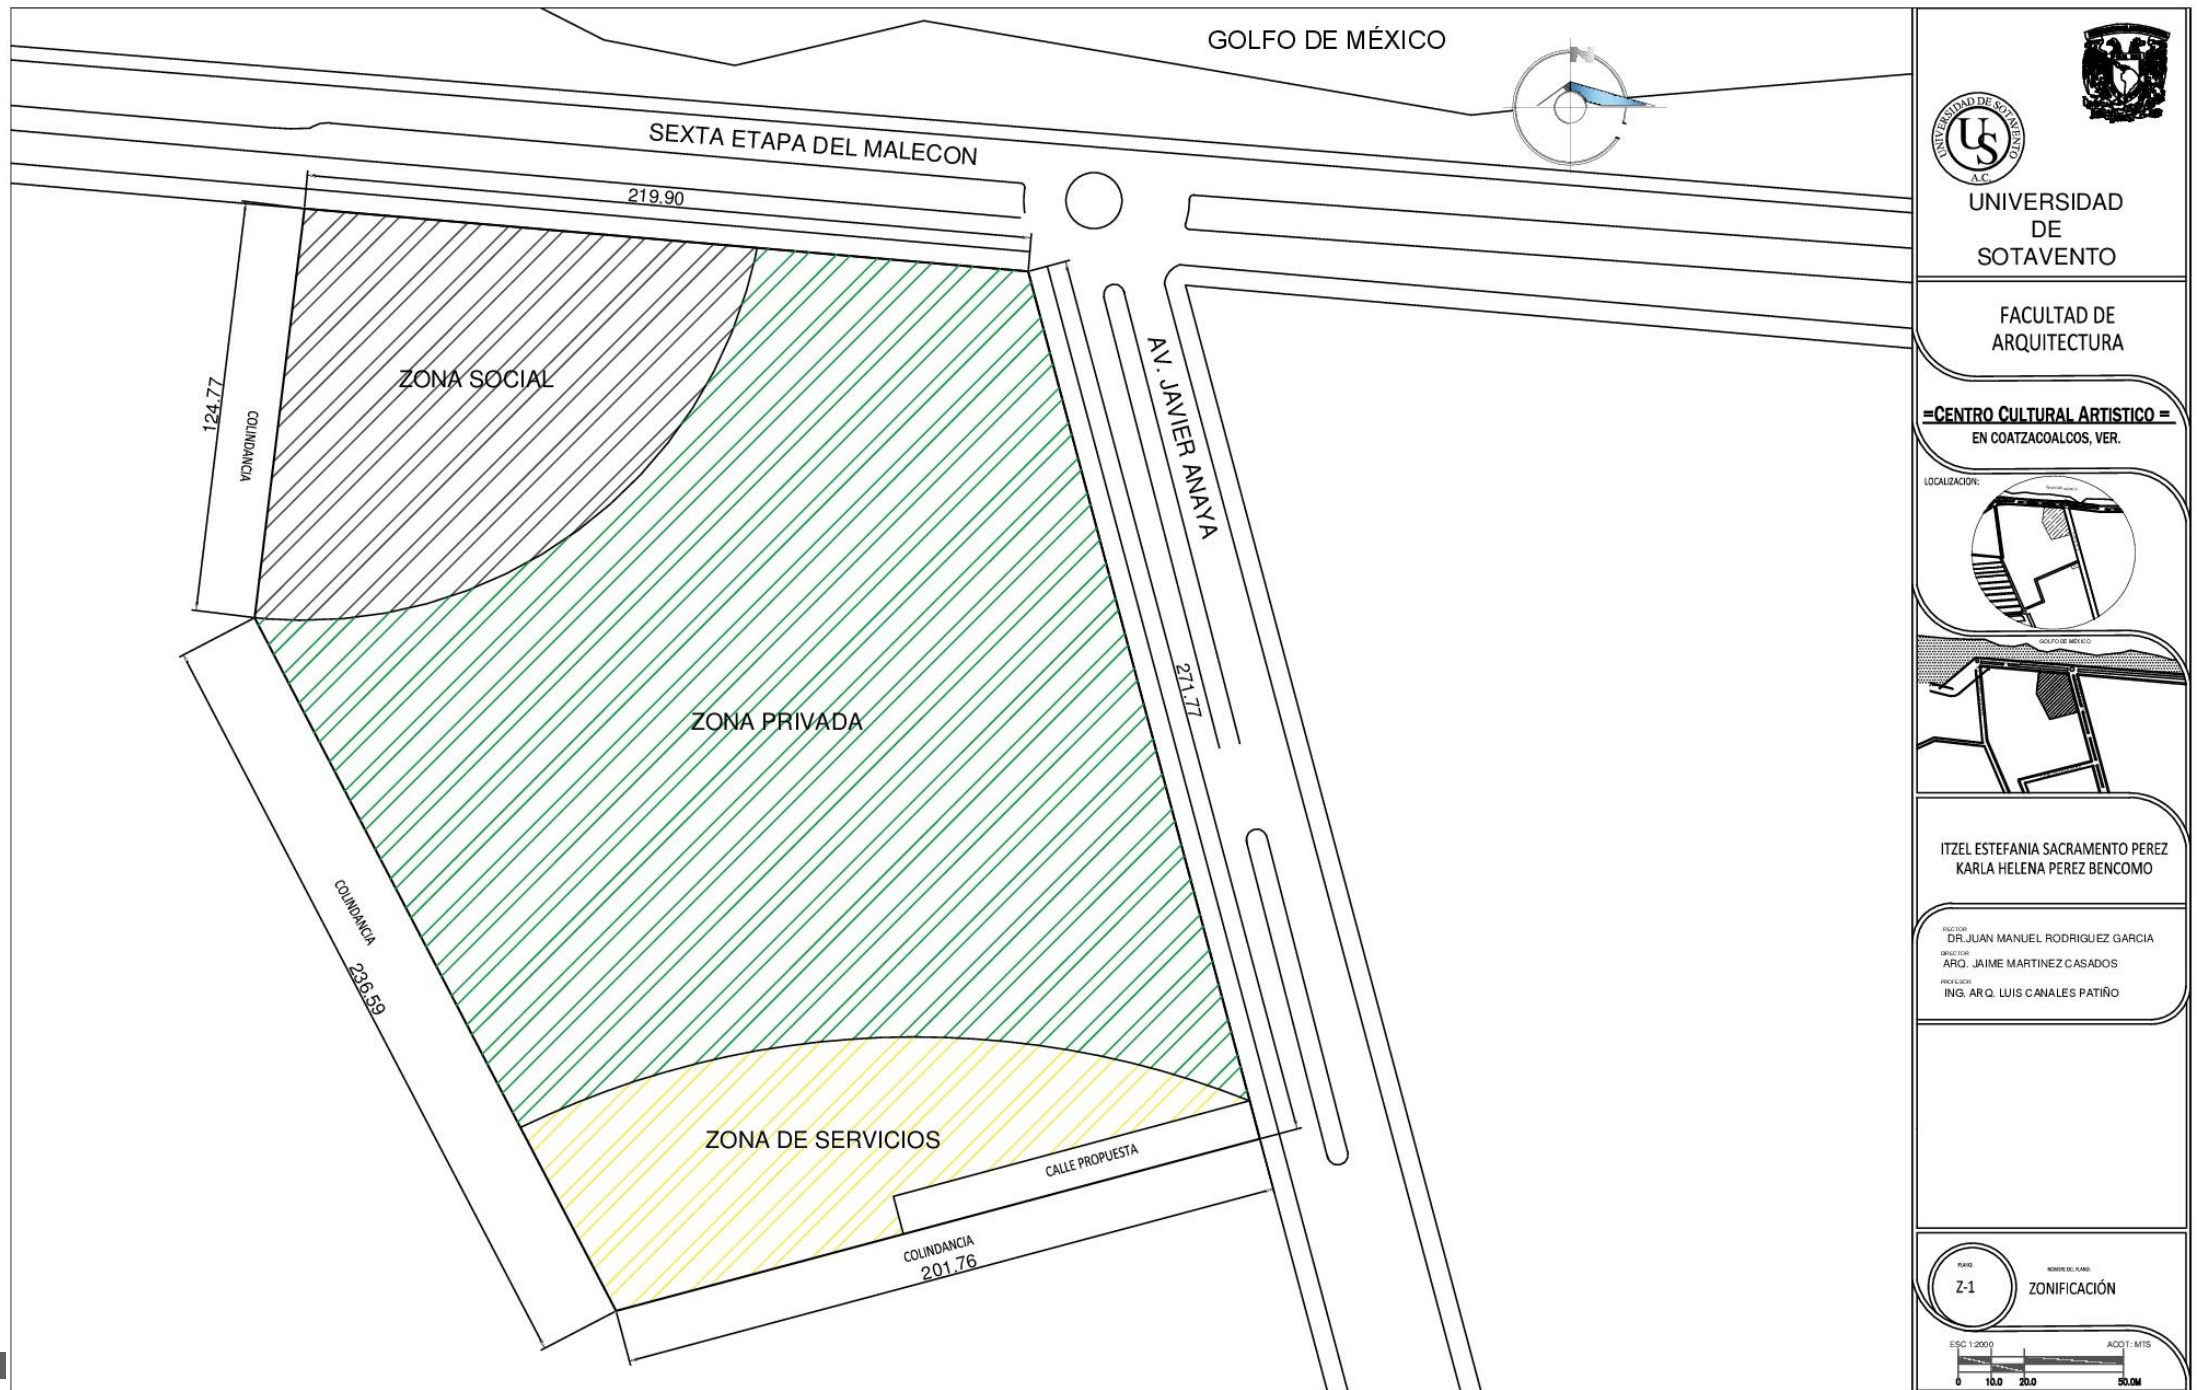 GOLFO DE MÉXICO
N
SEXTA ETAPA DEL MALECON
219.90
ZONA SOCIAL
124.77
COLINDANCIA
AV. JAVIER ANAYA
271.77
ZONA PRIVADA
COLINDANCIA
236.59
ZONA DE SERVICIOS
CALLE PROPUESTA
COLINDANCIA
201.76
UNIVERSIDAD DE SOTAVENTO
US
A.C.
UNIVERSIDAD
DE
SOTAVENTO
FACULTAD DE
ARQUITECTURA
=CENTRO CULTURAL ARTISTICO =
EN COATZACOALCOS, VER.
LOCALIZACION:
GOLFO DE MÉXICO
ITZEL ESTEFANIA SACRAMENTO PEREZ
KARLA HELENA PEREZ BENCOMO
RECTOR
DR.JUAN MANUEL RODRIGUEZ GARCIA
DIRECTOR
ARQ. JAIME MARTINEZ CASADOS
PROFESOR
ING. ARQ. LUIS CANALES PATIÑO
PLANO:
Z-1
NOMBRE DEL PLANO:
ZONIFICACIÓN
ESC 1:2000
ACOT: MTS
0 10.0 20.0 50.0M